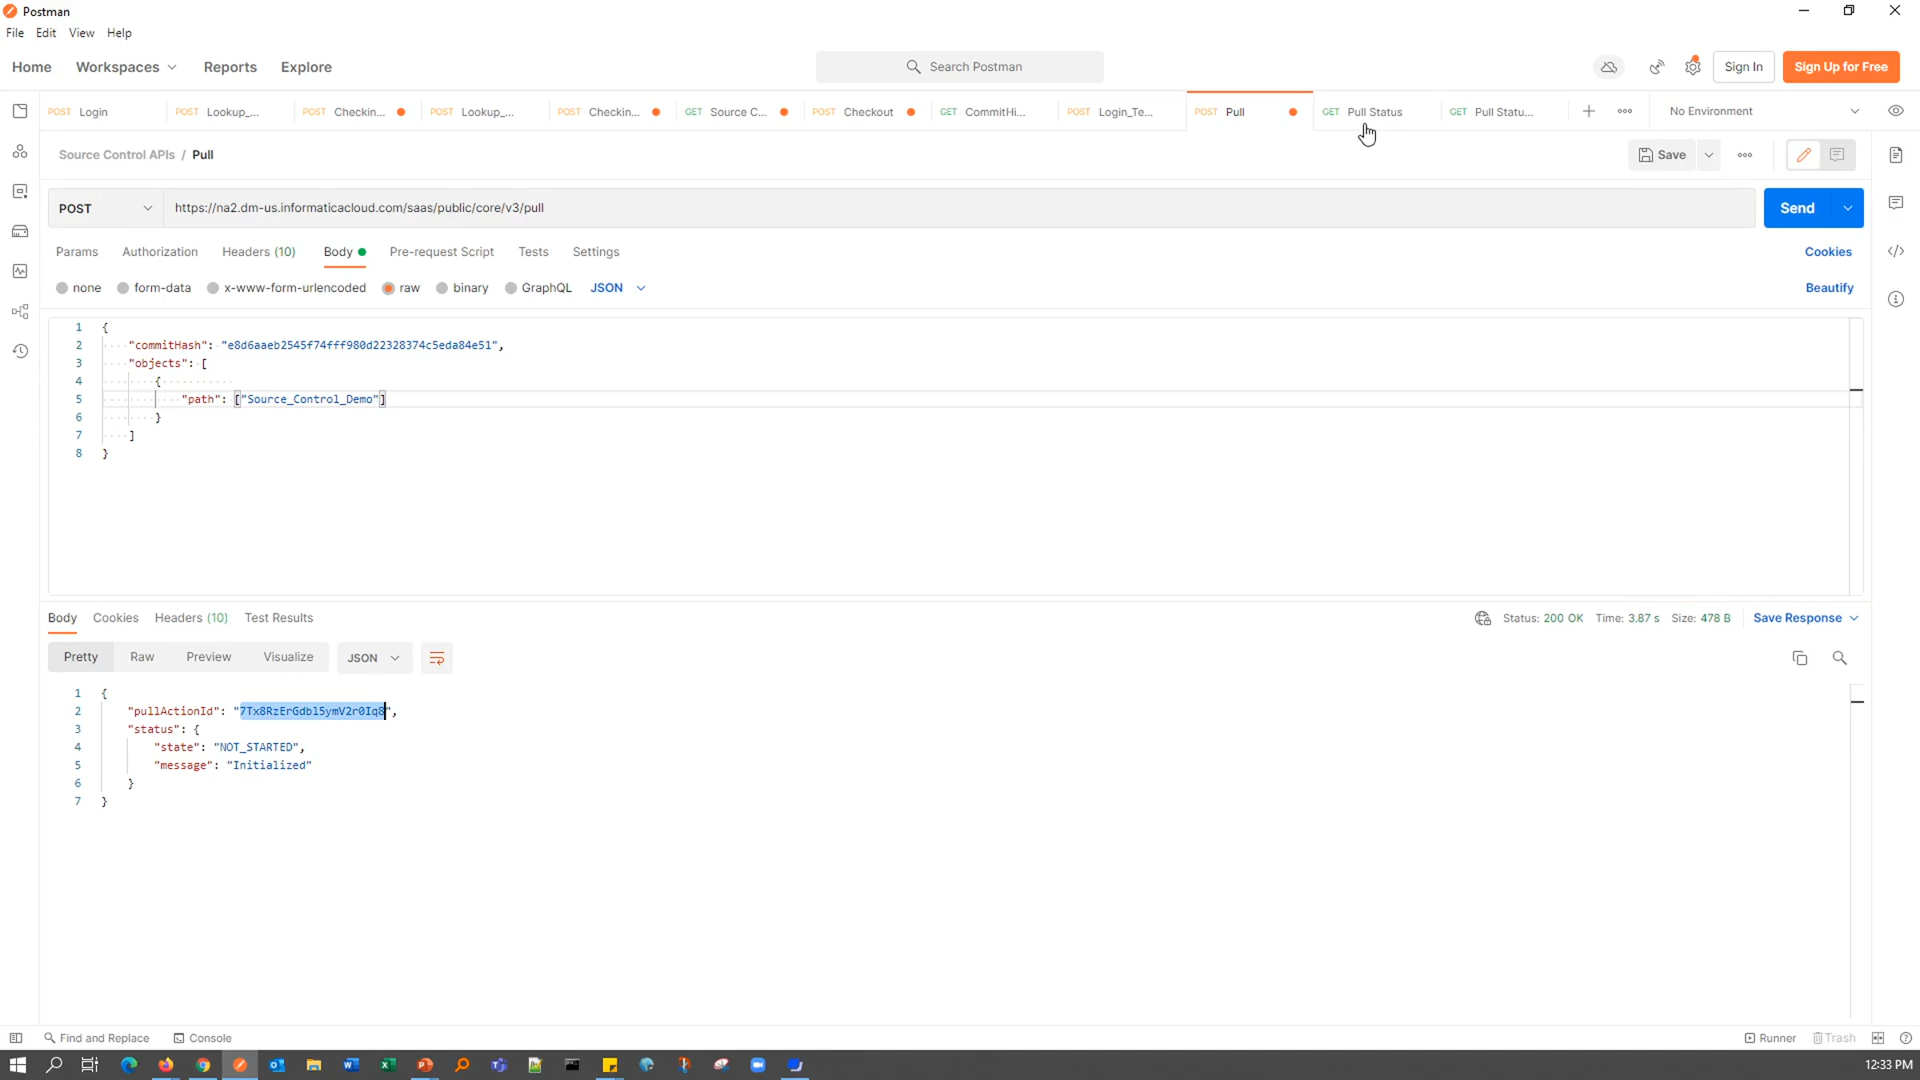 Postman
File Edit View Help
Home Workspaces Reports Explore Search Postman Sign In Sign Up for Free
POST Login POST Lookup_... POST Checkin... POST Lookup_... POST Checkin... GET Source C... POST Checkout GET CommitHi... POST Login_Te... POST Pull GET Pull Status GET Pull Statu... No Environment
Source Control APIs / Pull Save
POST https://na2.dm-us.informaticacloud.com/saas/public/core/v3/pull Send
Params Authorization Headers (10) Body Pre-request Script Tests Settings Cookies
none form-data x-www-form-urlencoded raw binary GraphQL JSON Beautify
1 {
2 "commitHash": "e8d6aaeb2545f74fff980d22328374c5eda84e51",
3 "objects": [
4 {
5 "path": ["Source_Control_Demo"]
6 }
7 ]
8 }
Body Cookies Headers (10) Test Results Status: 200 OK Time: 3.87 s Size: 478 B Save Response
Pretty Raw Preview Visualize JSON
1 {
2 "pullActionId": "7Tx8RzErGdbl5ymV2r0Iq8",
3 "status": {
4 "state": "NOT_STARTED",
5 "message": "Initialized"
6 }
7 }
Find and Replace Console Runner Trash
12:33 PM